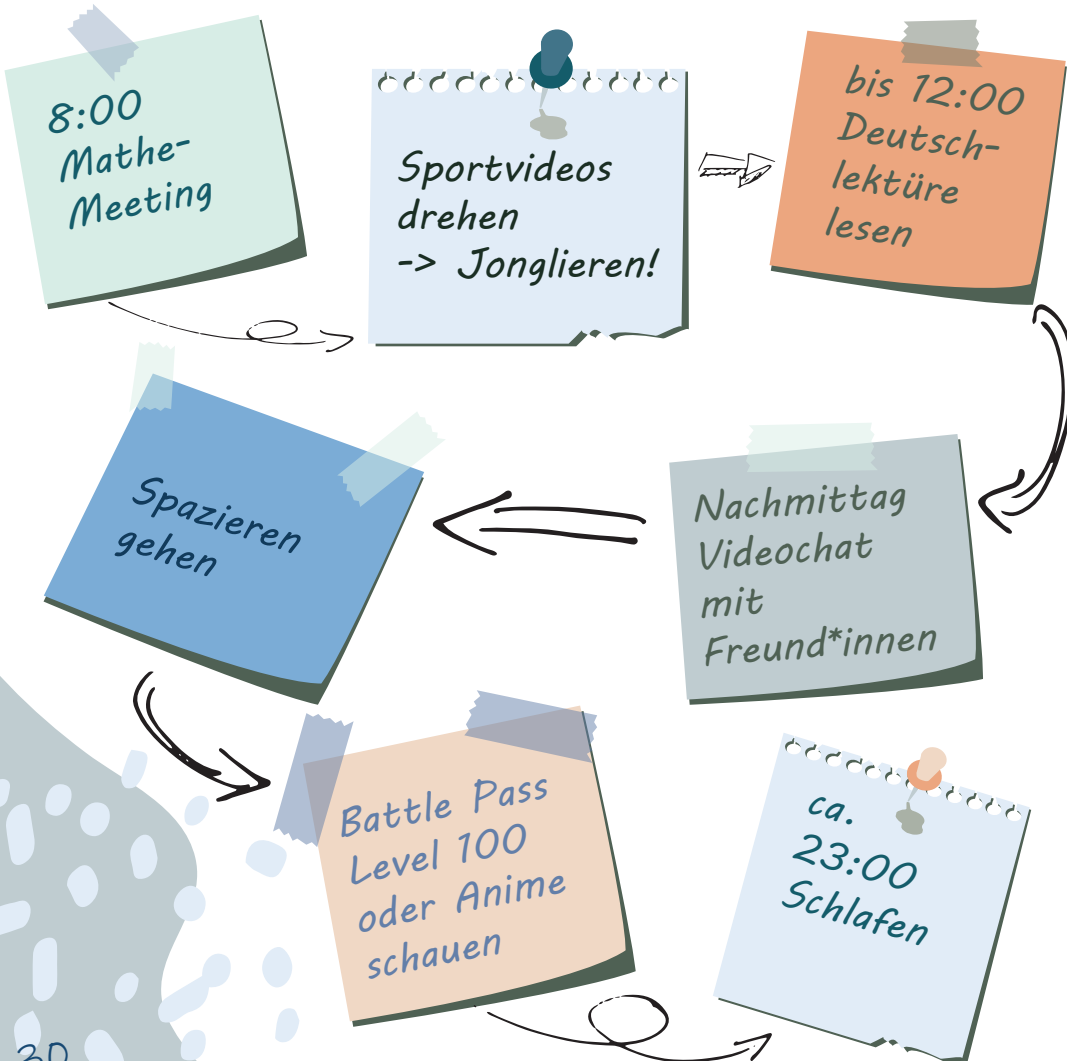 8:00
Mathe-
Meeting
Sportvideos
drehen
-> Jonglieren!
bis 12:00
Deutsch-
lektüre
lesen
Nachmittag
Videochat
mit
Freund*innen
Spazieren
gehen
Battle Pass
Level 100
oder Anime
schauen
ca.
23:00
Schlafen
30